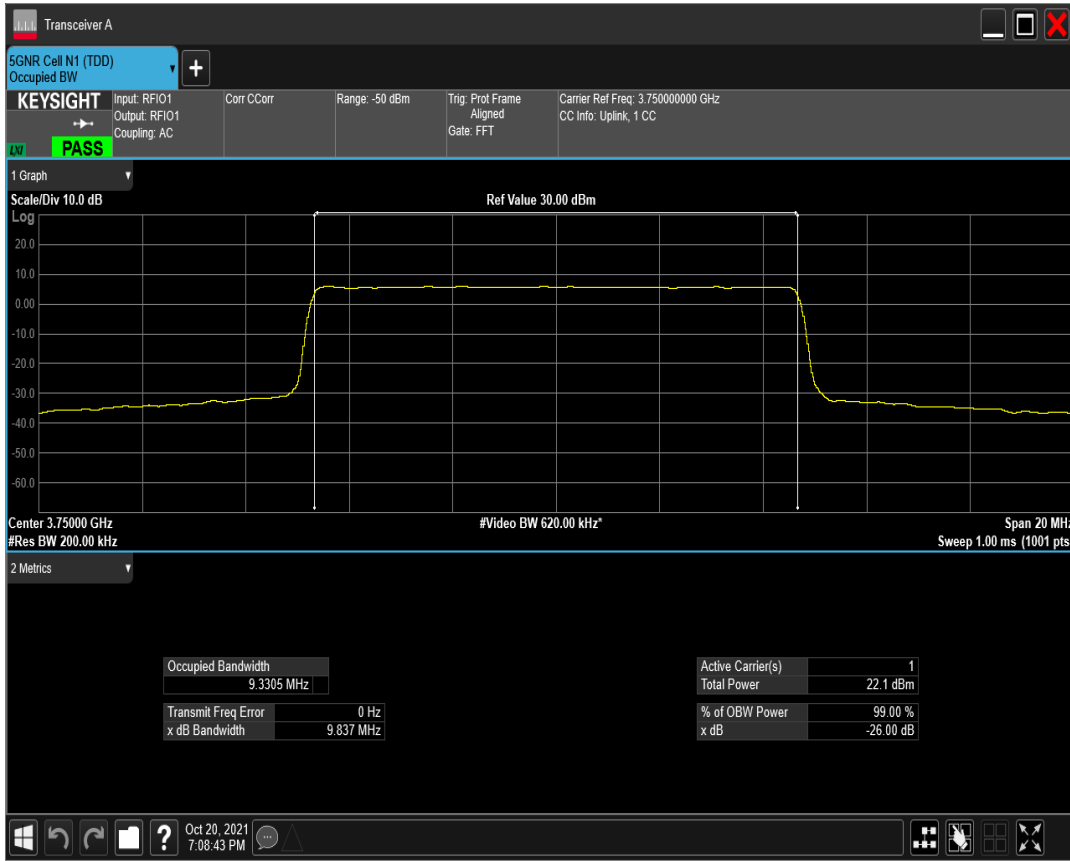 Transceiver A
5GNR Cell N1 (TDD)
Occupied BW
+
KEYSIGHT
LXI
PASS
Input: RFIO1
Output: RFIO1
Coupling: AC
Corr CCorr
Range: -50 dBm
Trig: Prot Frame
Aligned
Gate: FFT
Carrier Ref Freq: 3.750000000 GHz
CC Info: Uplink, 1 CC
1 Graph
Scale/Div 10.0 dB
Ref Value 30.00 dBm
Log
20.0
10.0
0.00
-10.0
-20.0
-30.0
-40.0
-50.0
-60.0
Center 3.75000 GHz
#Video BW 620.00 kHz*
Span 20 MHz
#Res BW 200.00 kHz
Sweep 1.00 ms (1001 pts
2 Metrics
Occupied Bandwidth
9.3305 MHz
Transmit Freq Error 0 Hz
x dB Bandwidth 9.837 MHz
Active Carrier(s) 1
Total Power 22.1 dBm
% of OBW Power 99.00 %
x dB -26.00 dB
?
Oct 20, 2021
7:08:43 PM